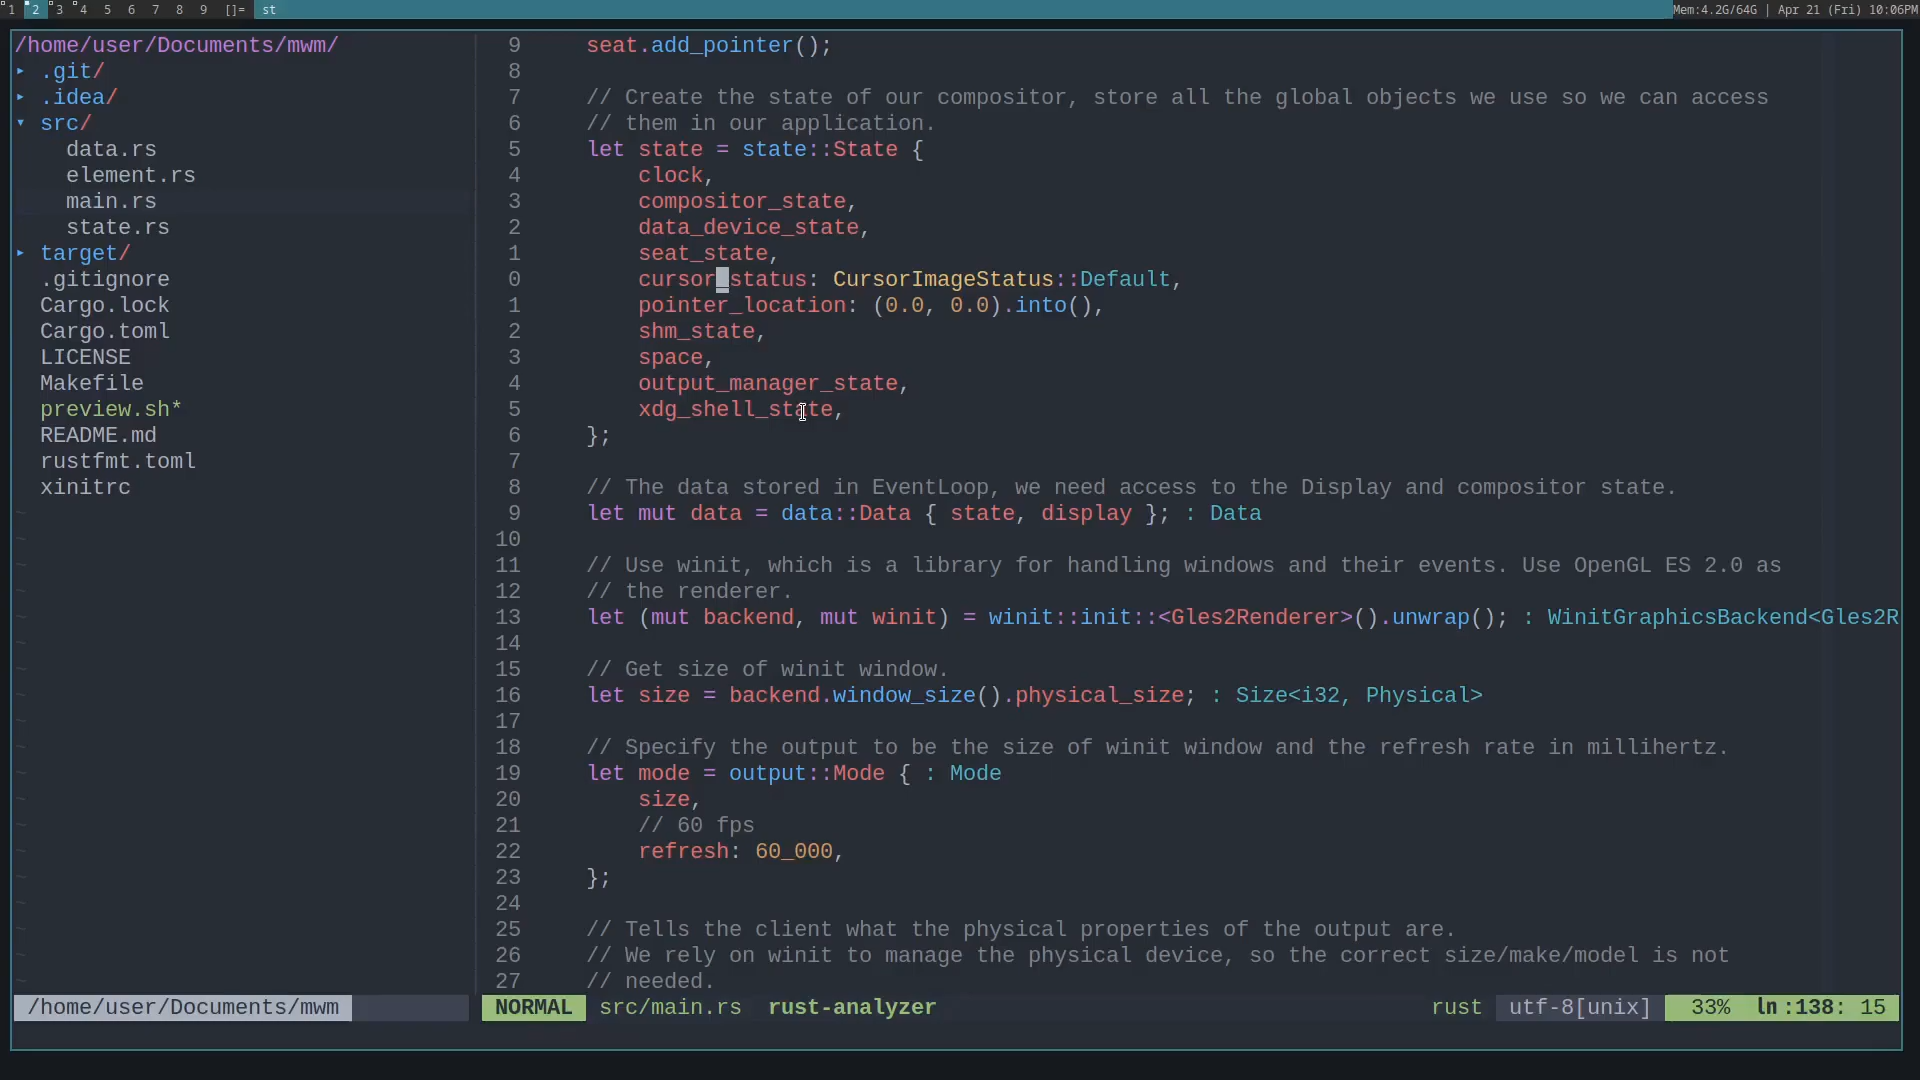 1 2 3 4 5 6 7 8 9 []= st Mem:4.2G/64G | Apr 21 (Fri) 10:06PM
/home/user/Documents/mwm/
▸ .git/
▸ .idea/
▾ src/
data.rs
element.rs
main.rs
state.rs
▸ target/
.gitignore
Cargo.lock
Cargo.toml
LICENSE
Makefile
preview.sh*
README.md
rustfmt.toml
xinitrc
/home/user/Documents/mwm
9 seat.add_pointer();
8
7 // Create the state of our compositor, store all the global objects we use so we can access
6 // them in our application.
5 let state = state::State {
4 clock,
3 compositor_state,
2 data_device_state,
1 seat_state,
0 cursor_status: CursorImageStatus::Default,
1 pointer_location: (0.0, 0.0).into(),
2 shm_state,
3 space,
4 output_manager_state,
5 xdg_shell_state,
6 };
7
8 // The data stored in EventLoop, we need access to the Display and compositor state.
9 let mut data = data::Data { state, display }; : Data
10
11 // Use winit, which is a library for handling windows and their events. Use OpenGL ES 2.0 as
12 // the renderer.
13 let (mut backend, mut winit) = winit::init::<Gles2Renderer>().unwrap(); : WinitGraphicsBackend<Gles2R
14
15 // Get size of winit window.
16 let size = backend.window_size().physical_size; : Size<i32, Physical>
17
18 // Specify the output to be the size of winit window and the refresh rate in millihertz.
19 let mode = output::Mode { : Mode
20 size,
21 // 60 fps
22 refresh: 60_000,
23 };
24
25 // Tells the client what the physical properties of the output are.
26 // We rely on winit to manage the physical device, so the correct size/make/model is not
27 // needed.
NORMAL src/main.rs rust-analyzer rust utf-8[unix] 33% ln:138: 15